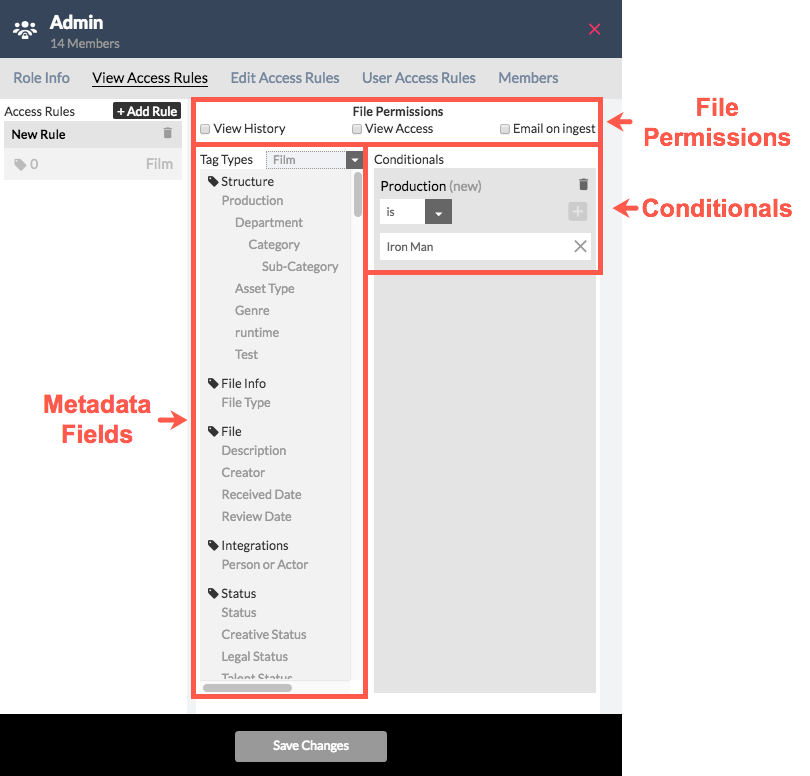 Admin
14 Members
Role Info View Access Rules Edit Access Rules User Access Rules Members
Access Rules + Add Rule
New Rule
0 Film
File Permissions
View History View Access Email on ingest
File
Permissions
Tag Types Film
Structure
Production
Department
Category
Sub-Category
Asset Type
Genre
runtime
Test
File Info
File Type
File
Description
Creator
Received Date
Review Date
Integrations
Person or Actor
Status
Status
Creative Status
Legal Status
Talent Status
Conditionals
Production (new)
is
Iron Man
Conditionals
Metadata
Fields
Save Changes